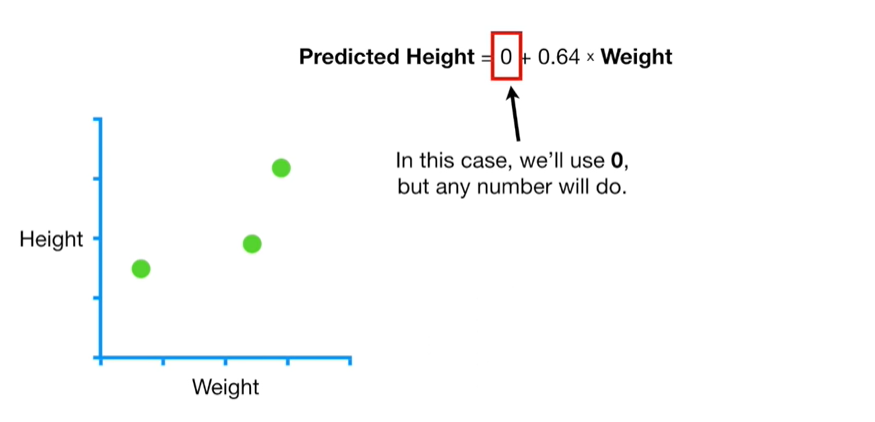 Predicted Height = 0 + 0.64 × Weight
In this case, we'll use 0,
but any number will do.
Height
Weight